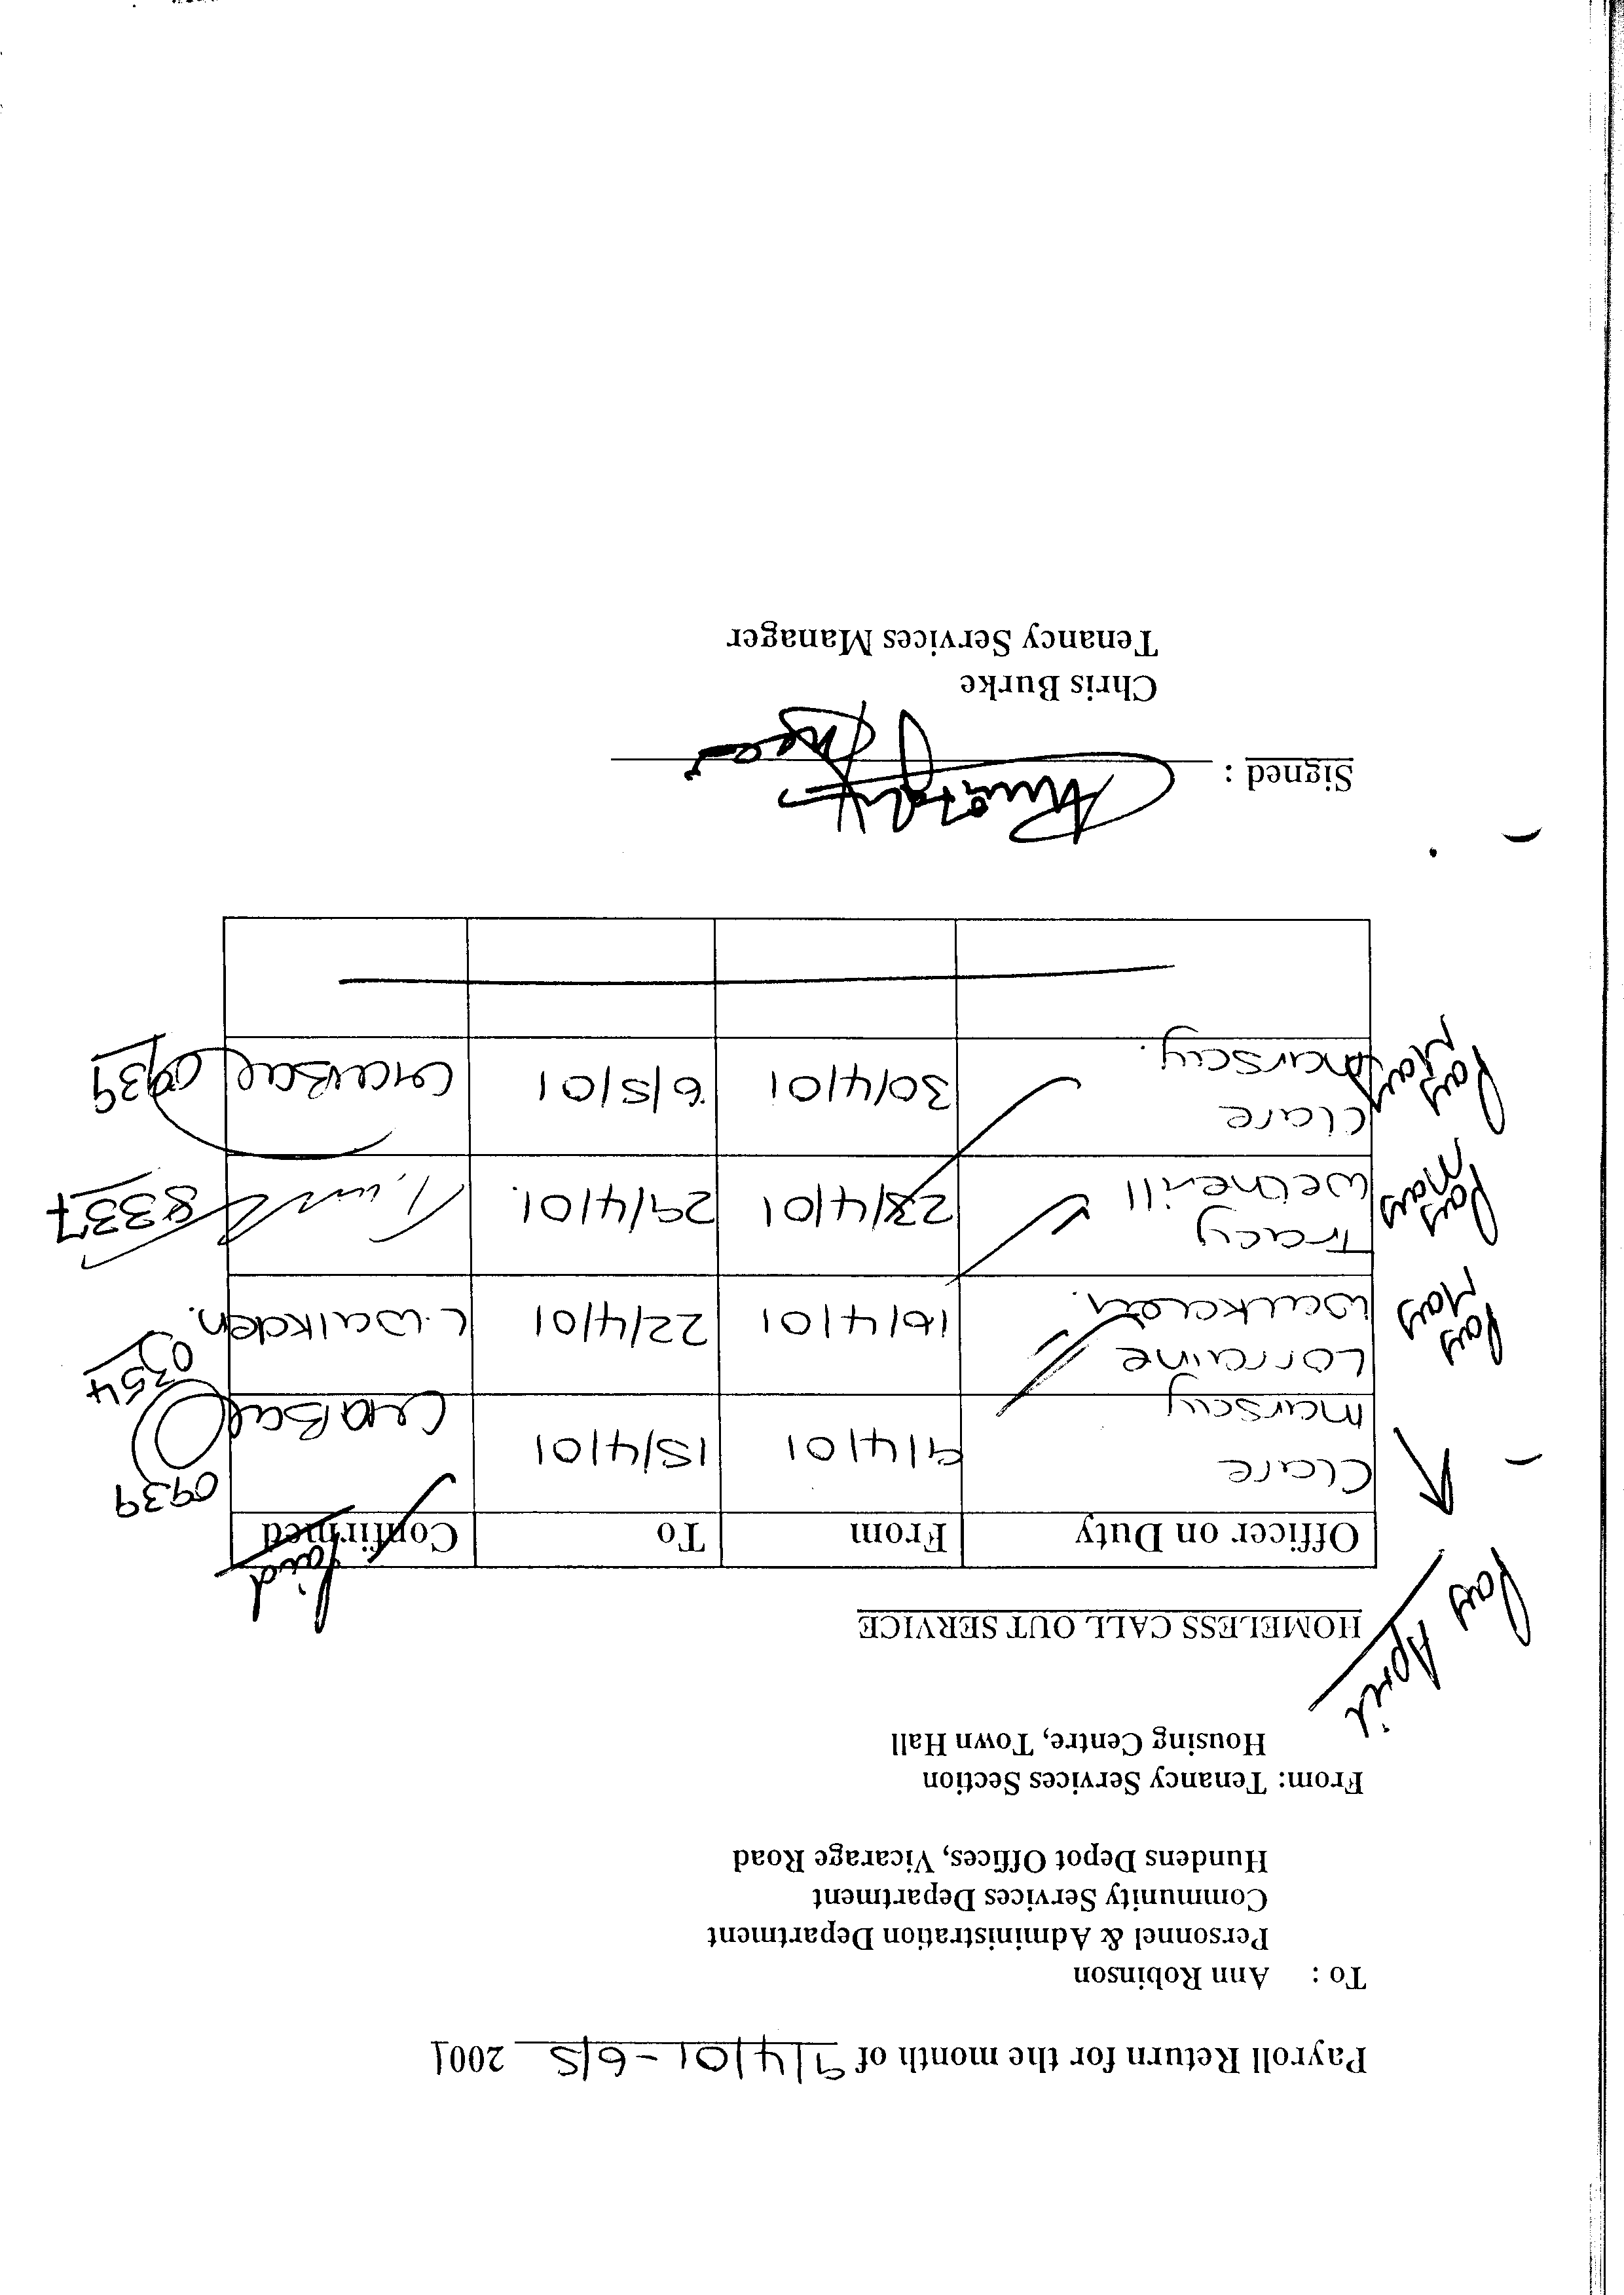 Payroll Return for the month of 9/4/01 - 6/5 2001
To : Ann Robinson
Personnel & Administration Department
Community Services Department
Hundens Depot Offices, Vicarage Road
From: Tenancy Services Section
Housing Centre, Town Hall
Pay April
HOMELESS CALL OUT SERVICE
Paid
Officer on Duty From To Confirmed
Clare 9/4/01 15/4/01 0939
Marsay
Lorraine 16/4/01 22/4/01 L. Walkden. 0354
Walkden.
Pay May
Tracy 23/4/01 29/4/01. 8337
Wetherill
Pay May
Clare 30/4/01 6/5/01 0939
Marsay.
Pay May
Signed :
Chris Burke
Tenancy Services Manager